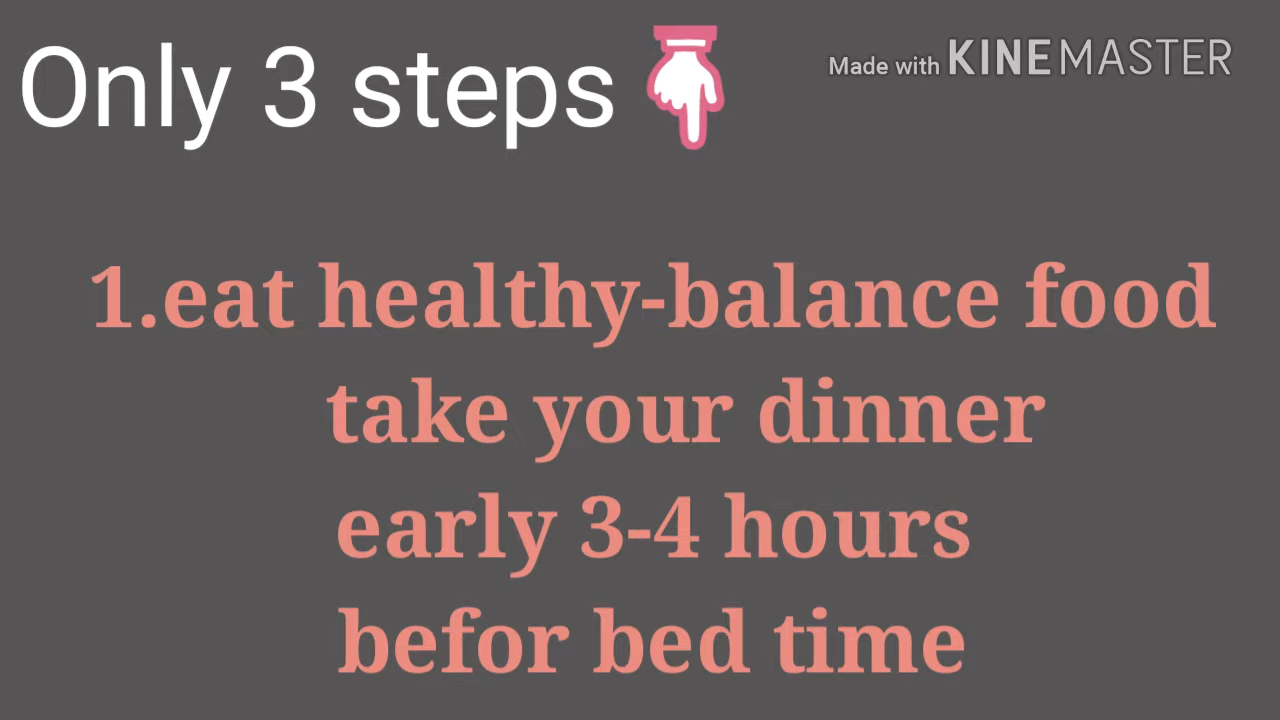 Only 3 steps
Made with KINEMASTER
1.eat healthy-balance food
take your dinner
early 3-4 hours
befor bed time